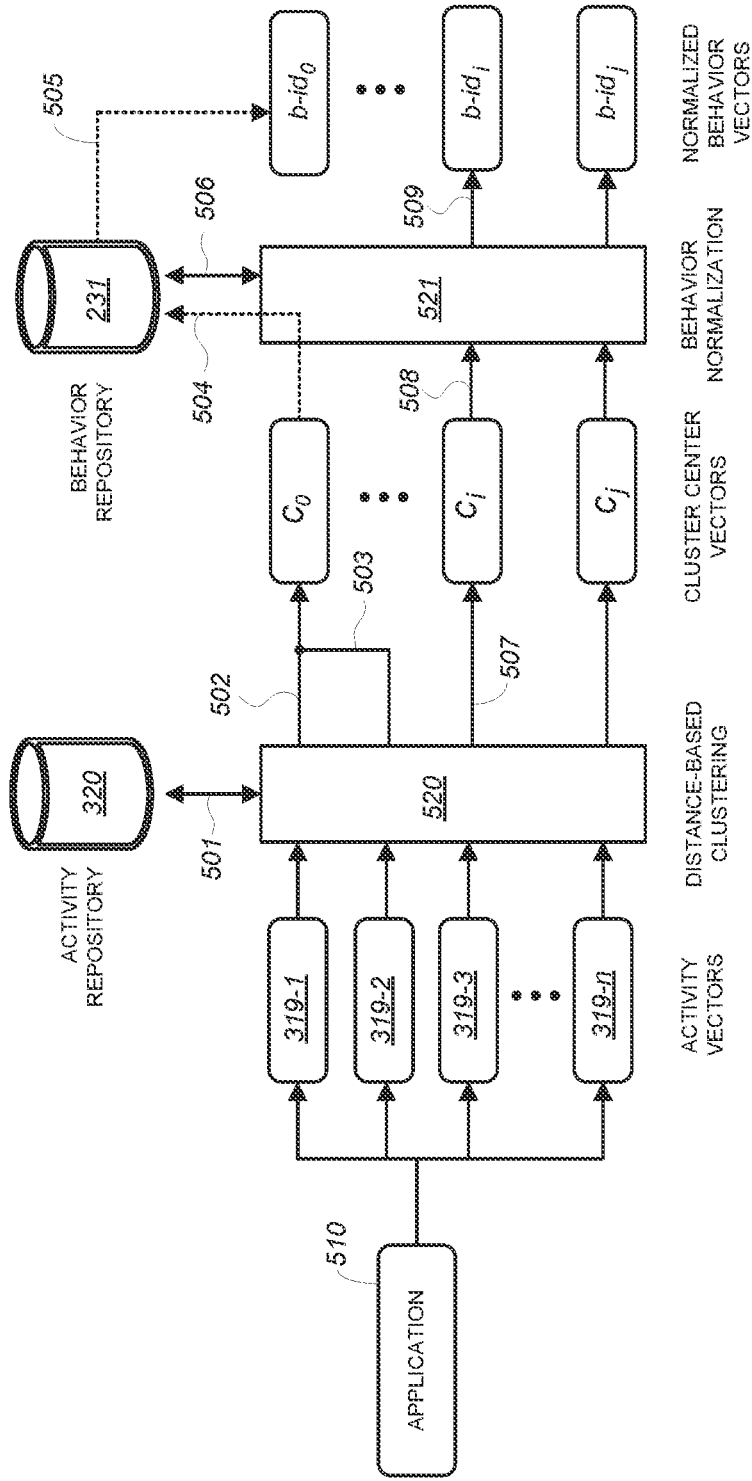 APPLICATION
510
319-1
319-2
319-3
319-n
ACTIVITY
VECTORS
ACTIVITY
REPOSITORY
320
501
520
DISTANCE-BASED
CLUSTERING
502
503
507
C0
Ci
Cj
CLUSTER CENTER
VECTORS
BEHAVIOR
REPOSITORY
231
504
505
506
508
521
BEHAVIOR
NORMALIZATION
509
b-id0
b-idi
b-idj
NORMALIZED
BEHAVIOR
VECTORS